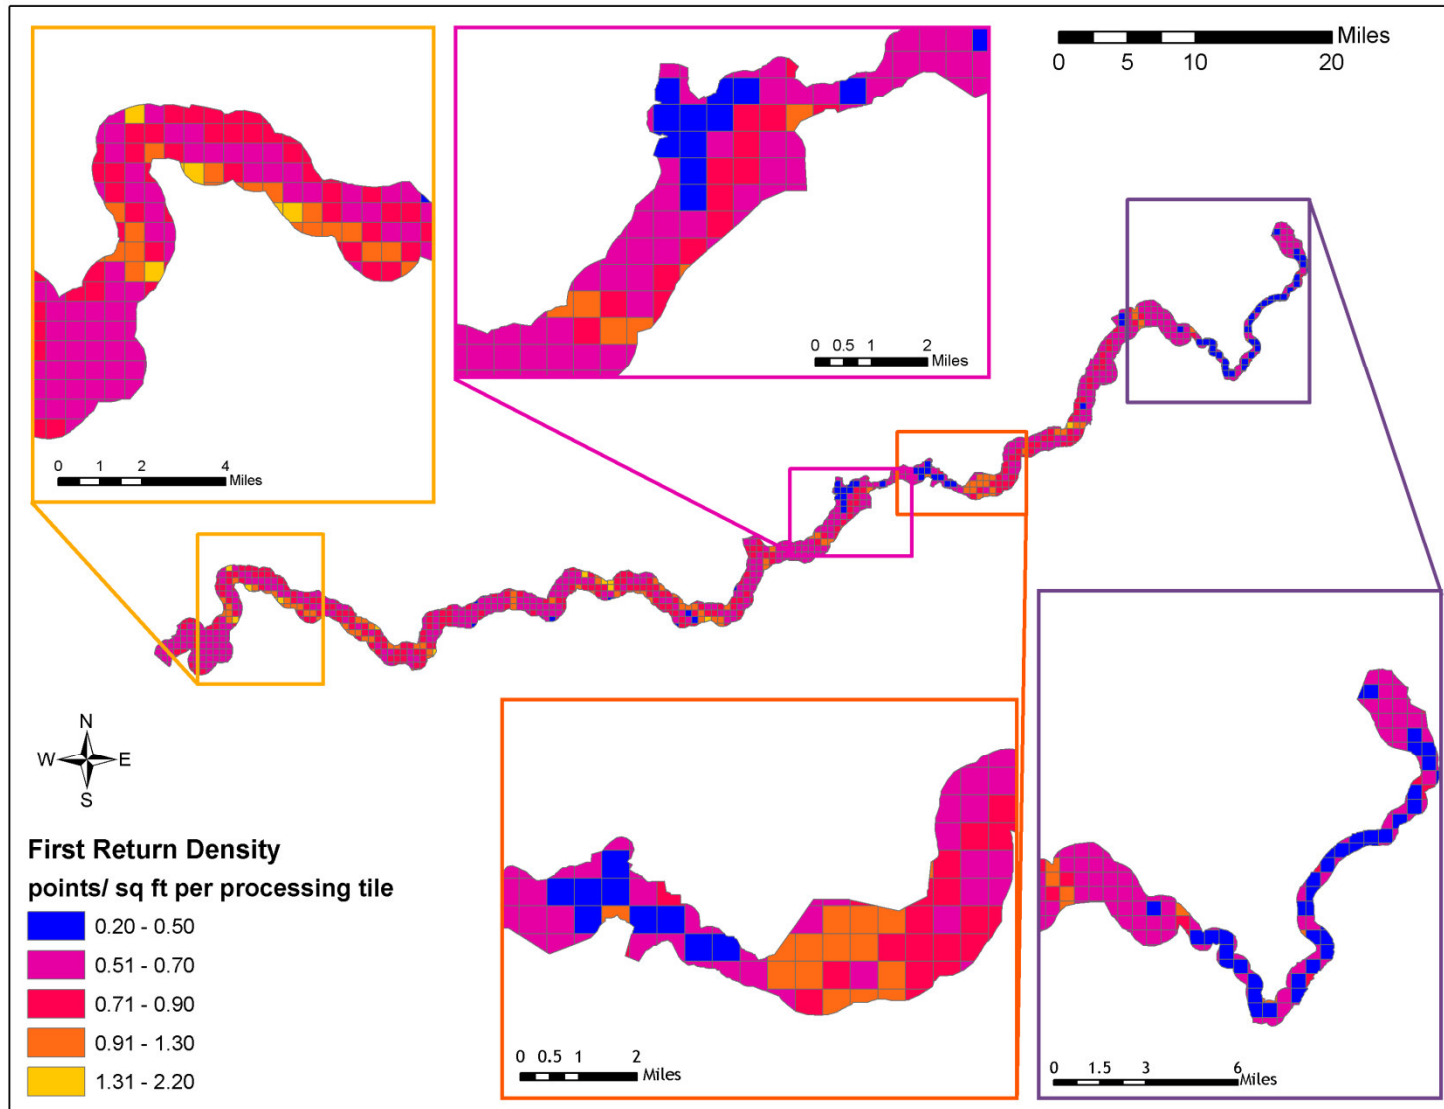 Miles
0 5 10 20
0 0.5 1 2
Miles
0 1 2 4
Miles
N
W E
S
First Return Density
points/ sq ft per processing tile
0.20 - 0.50
0.51 - 0.70
0.71 - 0.90
0.91 - 1.30
1.31 - 2.20
0 0.5 1 2
Miles
0 1.5 3 6
Miles